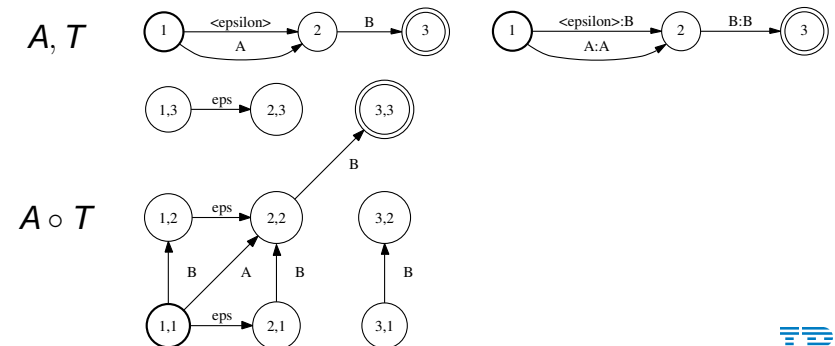 A, T
1 <epsilon> A 2 B 3
1 <epsilon>:B A:A 2 B:B 3
1,3 eps 2,3 3,3
B
A ∘ T
1,2 eps 2,2 3,2
B A B B
1,1 eps 2,1 3,1